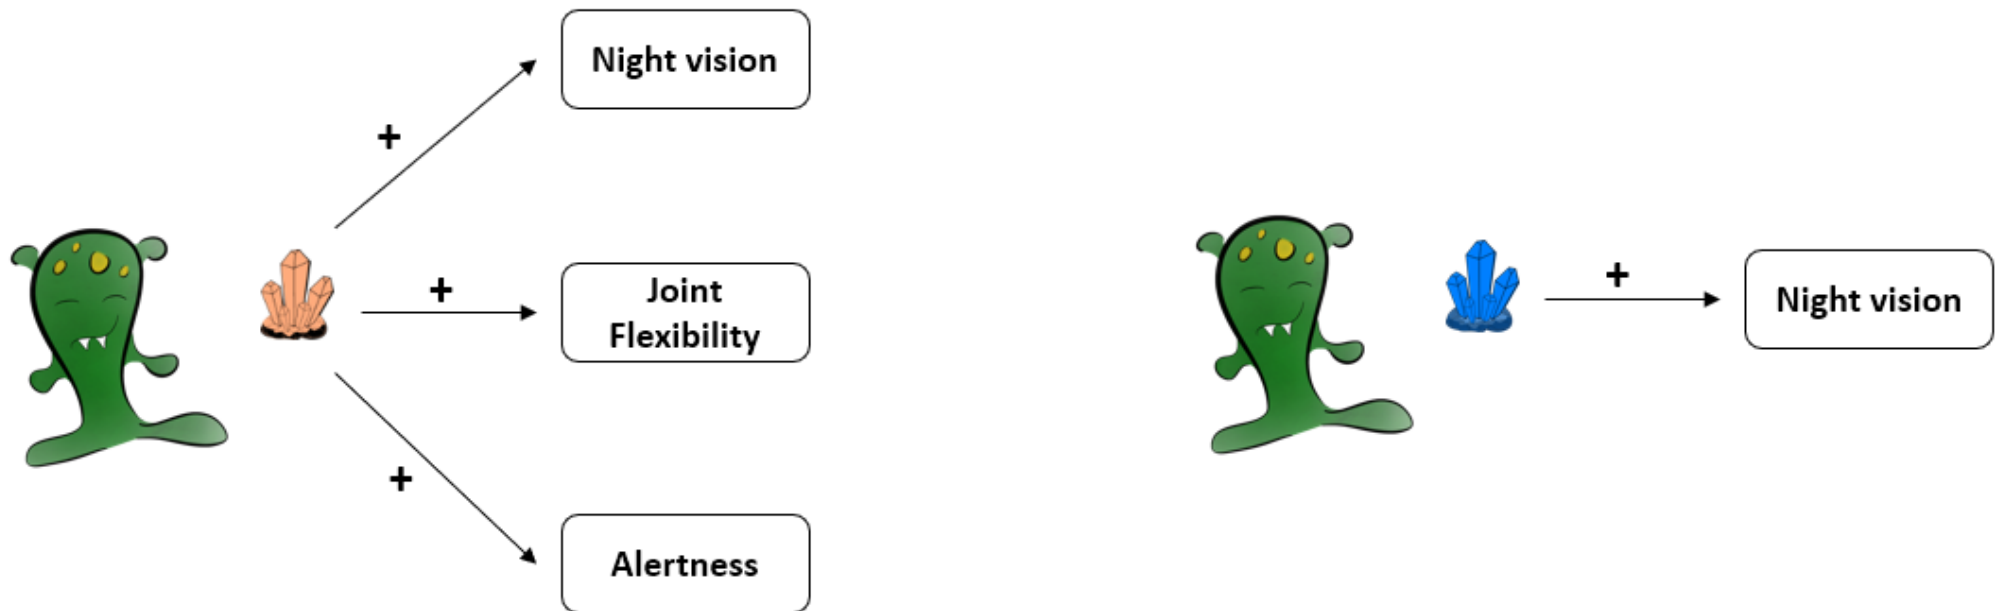 Night vision
+
+
Joint
Flexibility
+
Alertness
+
Night vision